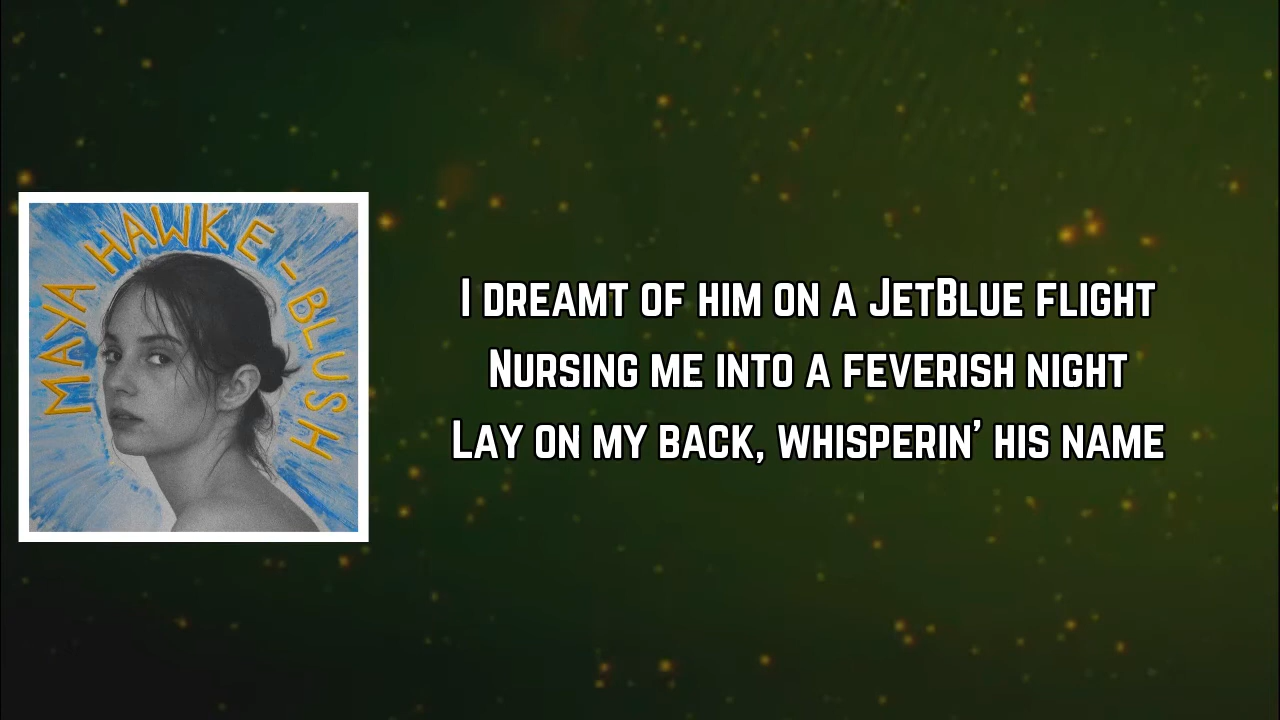 MAYA HAWKE - BLUSH
I DREAMT OF HIM ON A JETBLUE FLIGHT
NURSING ME INTO A FEVERISH NIGHT
LAY ON MY BACK, WHISPERIN' HIS NAME